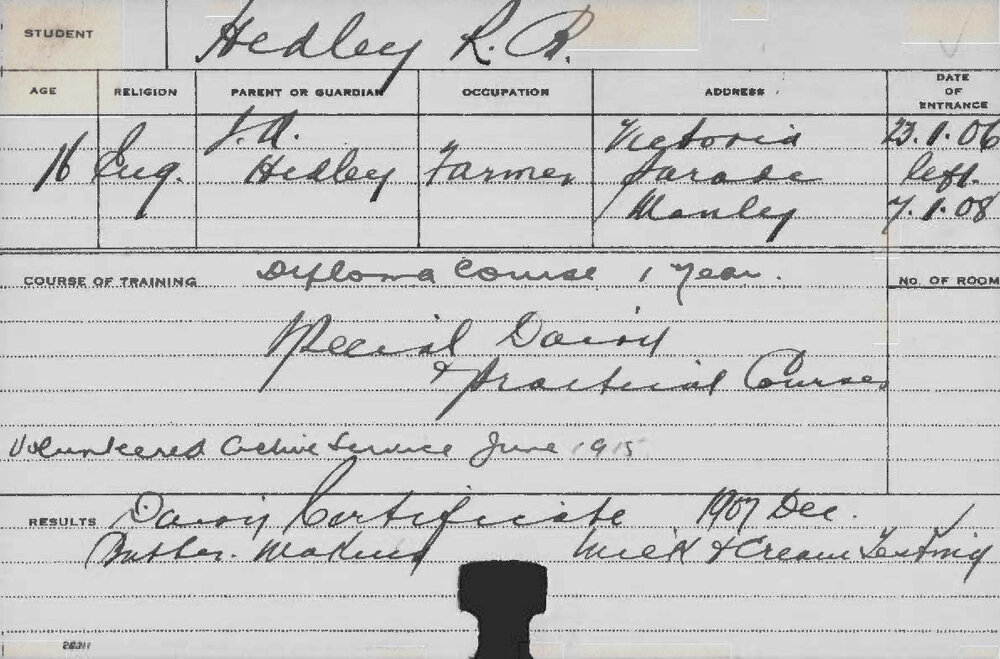 STUDENT Hedley R. R.
AGE RELIGION PARENT OR GUARDIAN OCCUPATION ADDRESS DATE OF ENTRANCE
16 Eng. J. A. Hedley Farmer Victoria Parade Manley 23.1.06 left. 7.1.08
COURSE OF TRAINING Diploma Course 1 Year.
NO. OF ROOM
Special Dairy
& Practical Courses
Volunteered Active Service June 1915
RESULTS Dairy Certificate 1907 Dec.
Butter Making Milk & Cream Testing